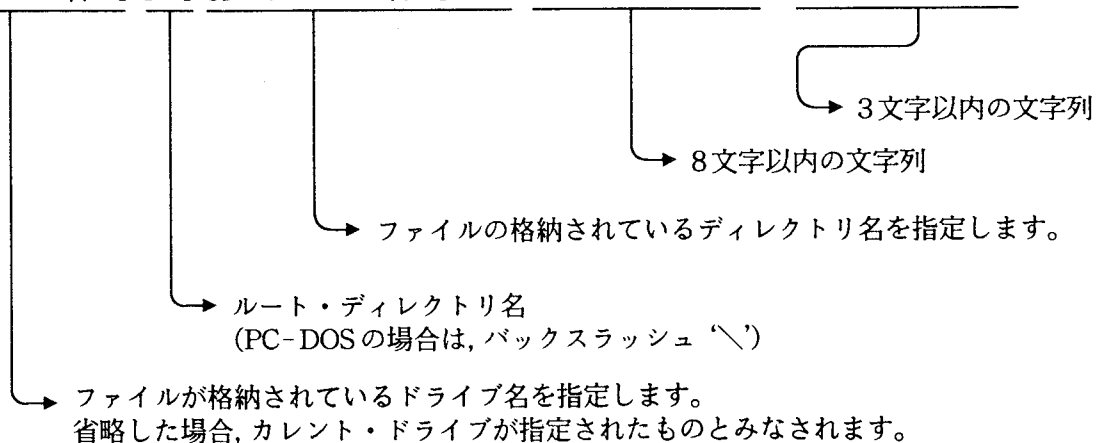 3文字以内の文字列
8文字以内の文字列
ファイルの格納されているディレクトリ名を指定します。
ルート・ディレクトリ名
(PC-DOSの場合は, バックスラッシュ ‘\’)
ファイルが格納されているドライブ名を指定します。
省略した場合, カレント・ドライブが指定されたものとみなされます。